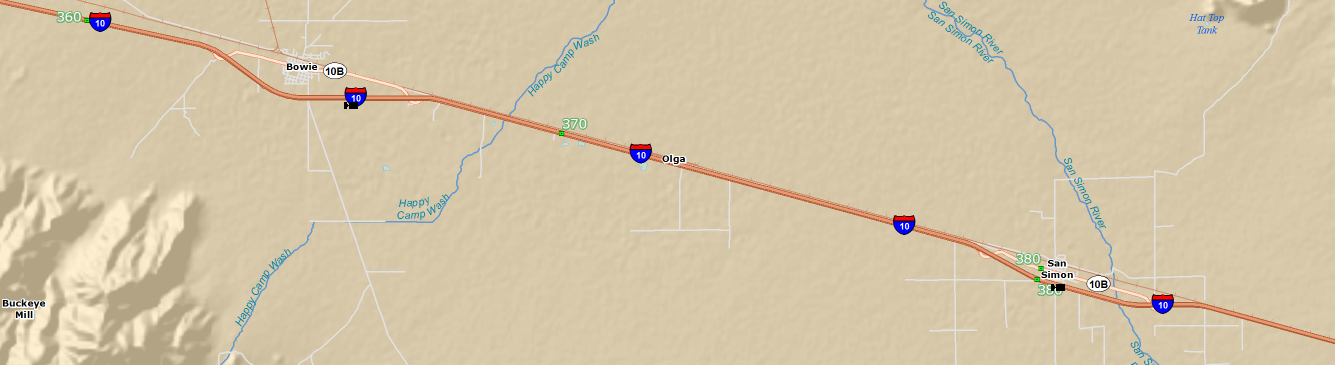 360
10
Bowie
10B
10
Happy Camp Wash
370
10
Olga
San Simon River
San Simon River
Hat Top
Tank
San Simon River
Happy
Camp Wash
10
Happy Camp Wash
Buckeye
Mill
380
San
Simon
380
10B
10
San S